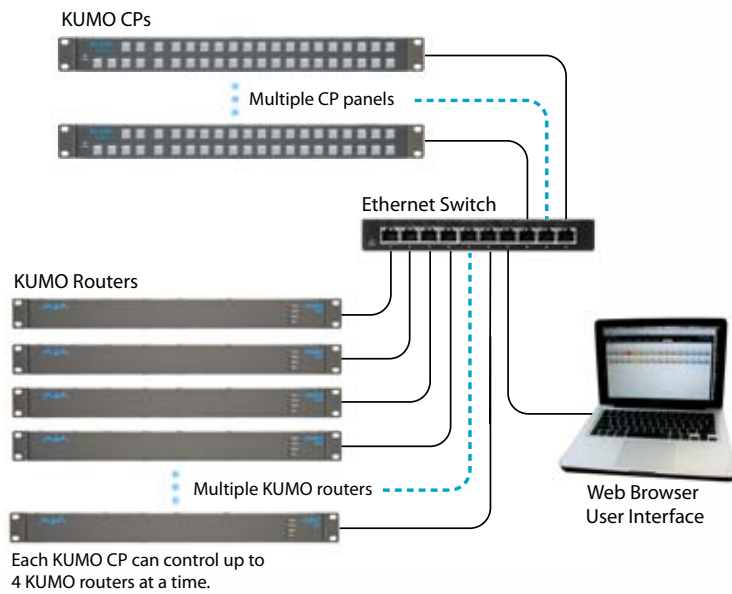 KUMO CPs
Multiple CP panels
Ethernet Switch
KUMO Routers
Multiple KUMO routers
Web Browser
User Interface
Each KUMO CP can control up to
4 KUMO routers at a time.